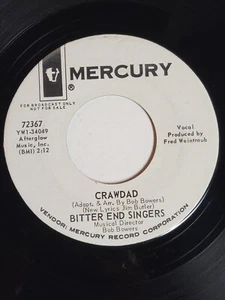 MERCURY
®
FOR BROADCAST ONLY
NOT FOR SALE
72367
YW1-34049
Afterglow
Music, Inc.
(BMI) 2:12
Vocal
Produced by
Fred Weintraub
CRAWDAD
(Adapt. & Arr. By Bob Bowers)
(New Lyrics Jim Butler)
BITTER END SINGERS
Musical Director
Bob Bowers
VENDOR: MERCURY RECORD CORPORATION